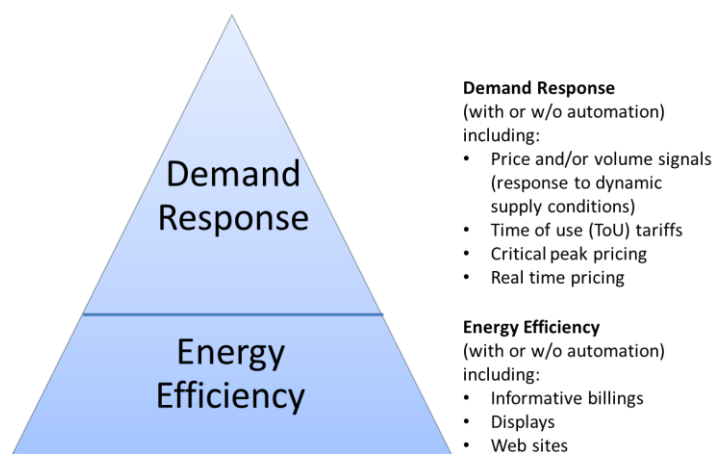 Demand
Response
Energy
Efficiency
Demand Response
(with or w/o automation)
including:
• Price and/or volume signals
(response to dynamic
supply conditions)
• Time of use (ToU) tariffs
• Critical peak pricing
• Real time pricing
Energy Efficiency
(with or w/o automation)
including:
• Informative billings
• Displays
• Web sites